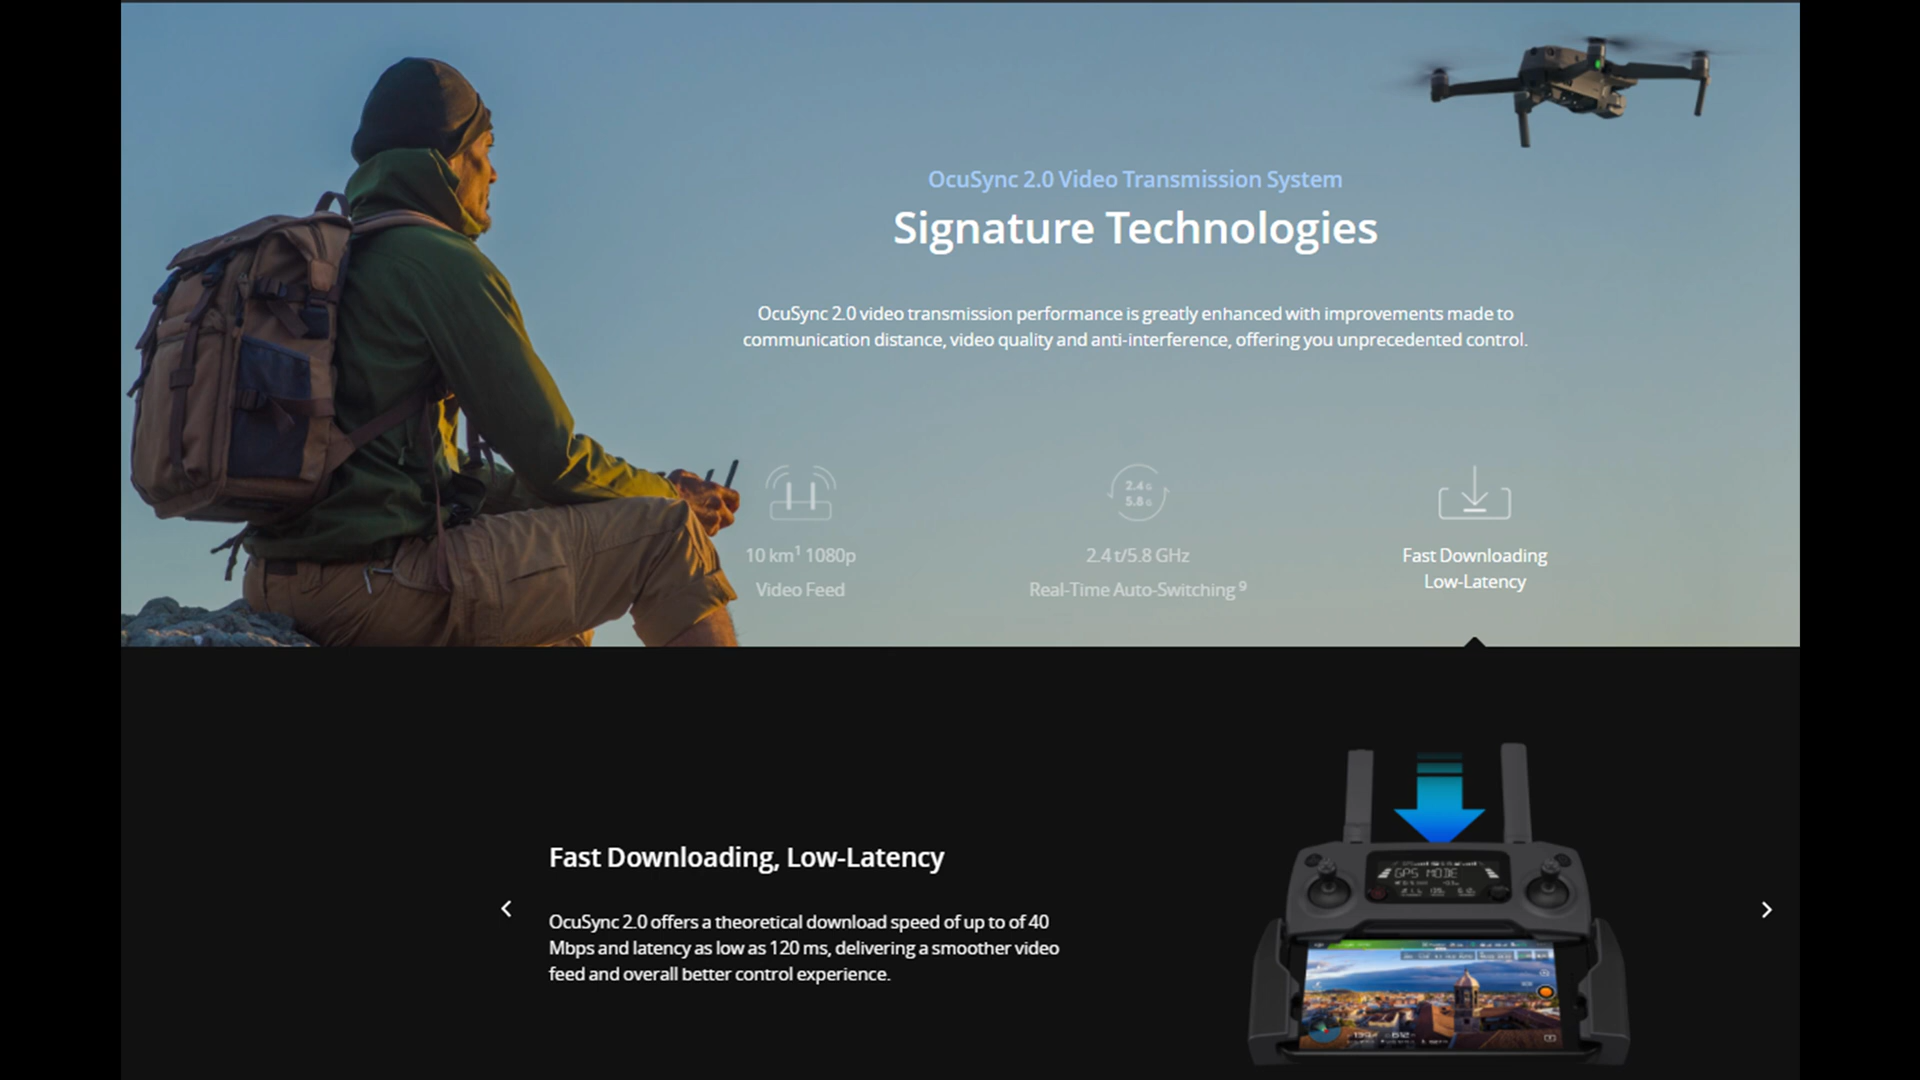 OcuSync 2.0 Video Transmission System
Signature Technologies
OcuSync 2.0 video transmission performance is greatly enhanced with improvements made to
communication distance, video quality and anti-interference, offering you unprecedented control.
2.4 G
5.8 G
10 km¹ 1080p
Video Feed
2.4 t/5.8 GHz
Real-Time Auto-Switching ⁹
Fast Downloading
Low-Latency
Fast Downloading, Low-Latency
OcuSync 2.0 offers a theoretical download speed of up to of 40
Mbps and latency as low as 120 ms, delivering a smoother video
feed and overall better control experience.
GPS MODE